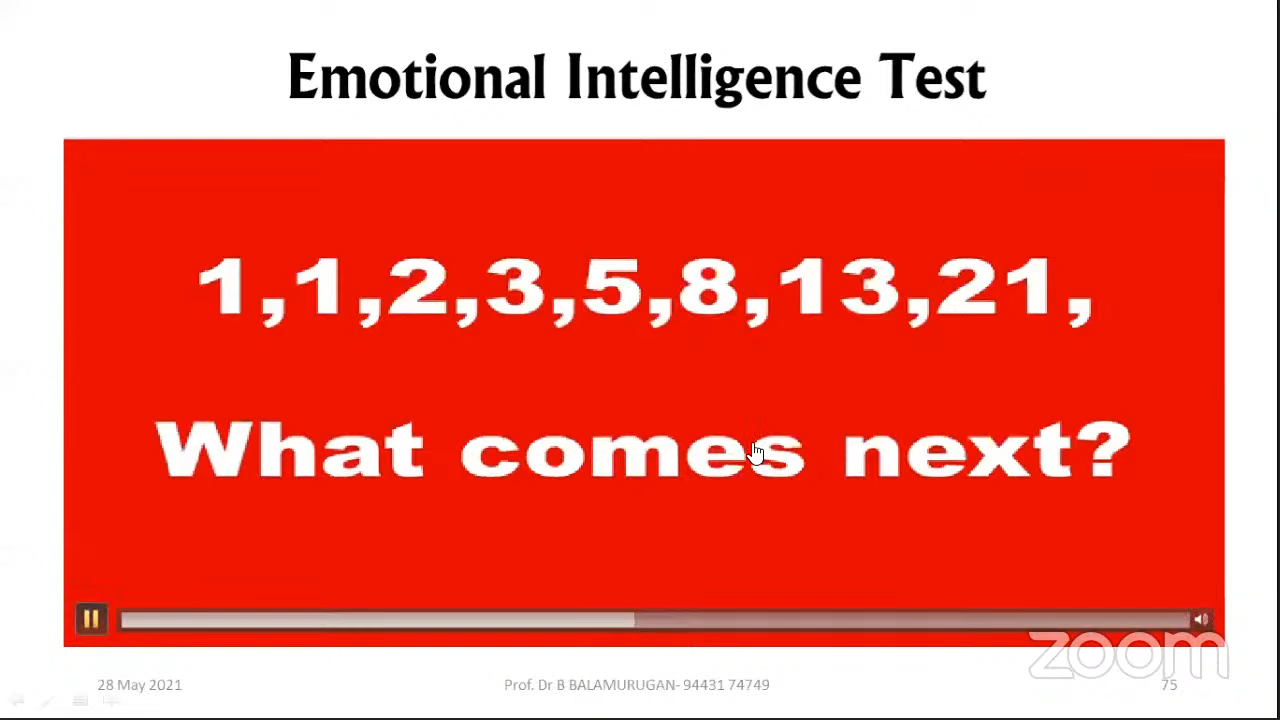 Emotional Intelligence Test
1,1,2,3,5,8,13,21,
What comes next?
zoom
28 May 2021
Prof. Dr B BALAMURUGAN- 94431 74749
75